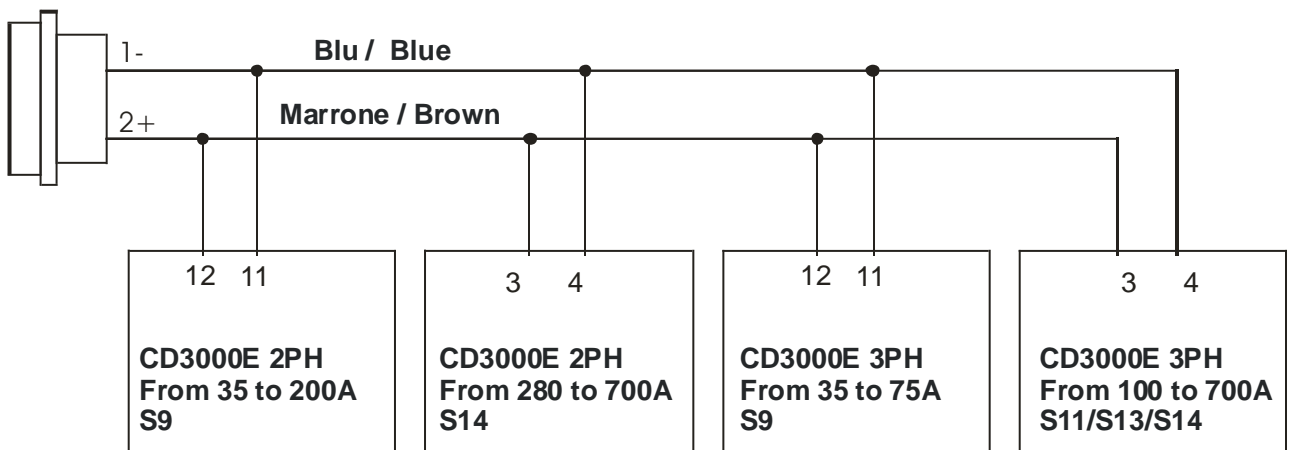 1-
Blu / Blue
2+
Marrone / Brown
12 11
3 4
12 11
3 4
CD3000E 2PH
From 35 to 200A
S9
CD3000E 2PH
From 280 to 700A
S14
CD3000E 3PH
From 35 to 75A
S9
CD3000E 3PH
From 100 to 700A
S11/S13/S14